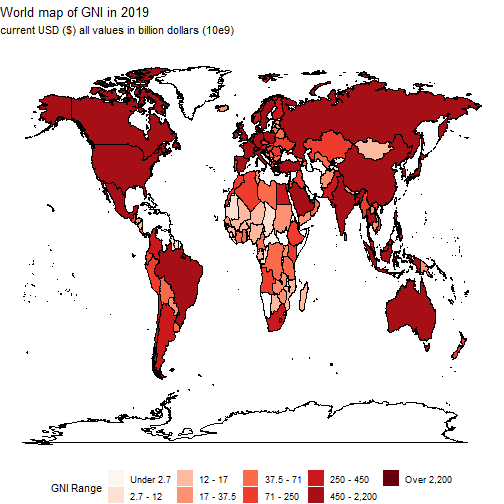 World map of GNI in 2019
current USD ($) all values in billion dollars (10e9)
GNI Range
Under 2.7
12 - 17
37.5 - 71
250 - 450
Over 2,200
2.7 - 12
17 - 37.5
71 - 250
450 - 2,200